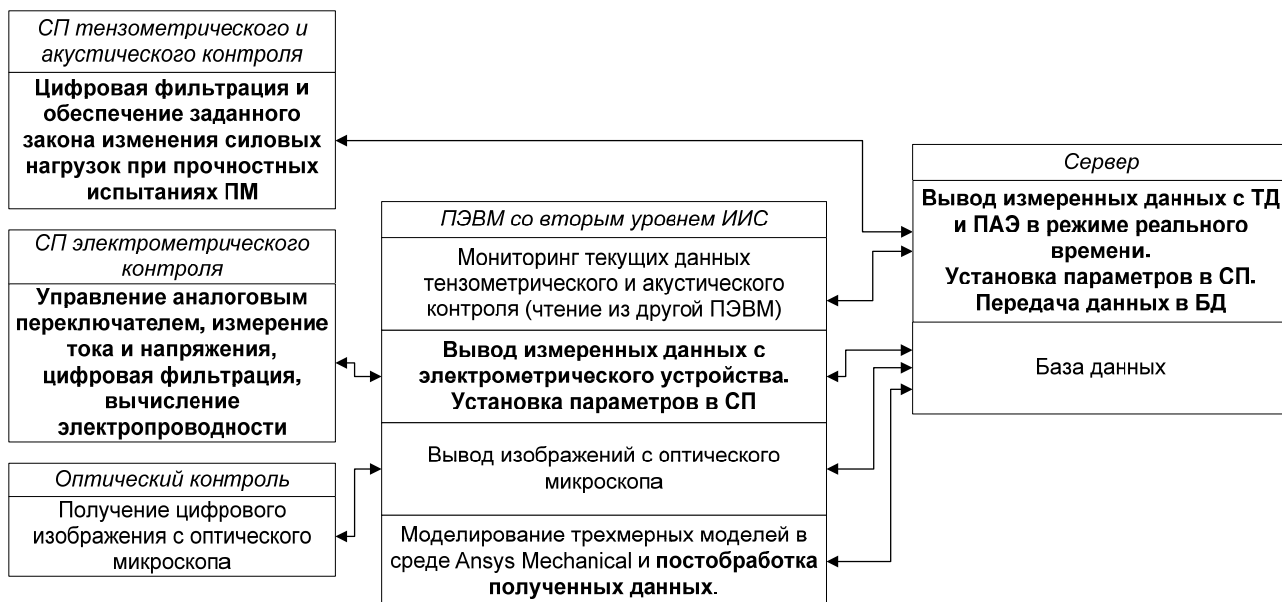 СП тензометрического и
акустического контроля
Цифровая фильтрация и
обеспечение заданного
закона изменения силовых
нагрузок при прочностных
испытаниях ПМ
СП электрометрического
контроля
Управление аналоговым
переключателем, измерение
тока и напряжения,
цифровая фильтрация,
вычисление
электропроводности
Оптический контроль
Получение цифрового
изображения с оптического
микроскопа
ПЭВМ со вторым уровнем ИИС
Мониторинг текущих данных
тензометрического и акустического
контроля (чтение из другой ПЭВМ)
Вывод измеренных данных с
электрометрического устройства.
Установка параметров в СП
Вывод изображений с оптического
микроскопа
Моделирование трехмерных моделей в
среде Ansys Mechanical и постобработка
полученных данных.
Сервер
Вывод измеренных данных с ТД
и ПАЭ в режиме реального
времени.
Установка параметров в СП.
Передача данных в БД
База данных